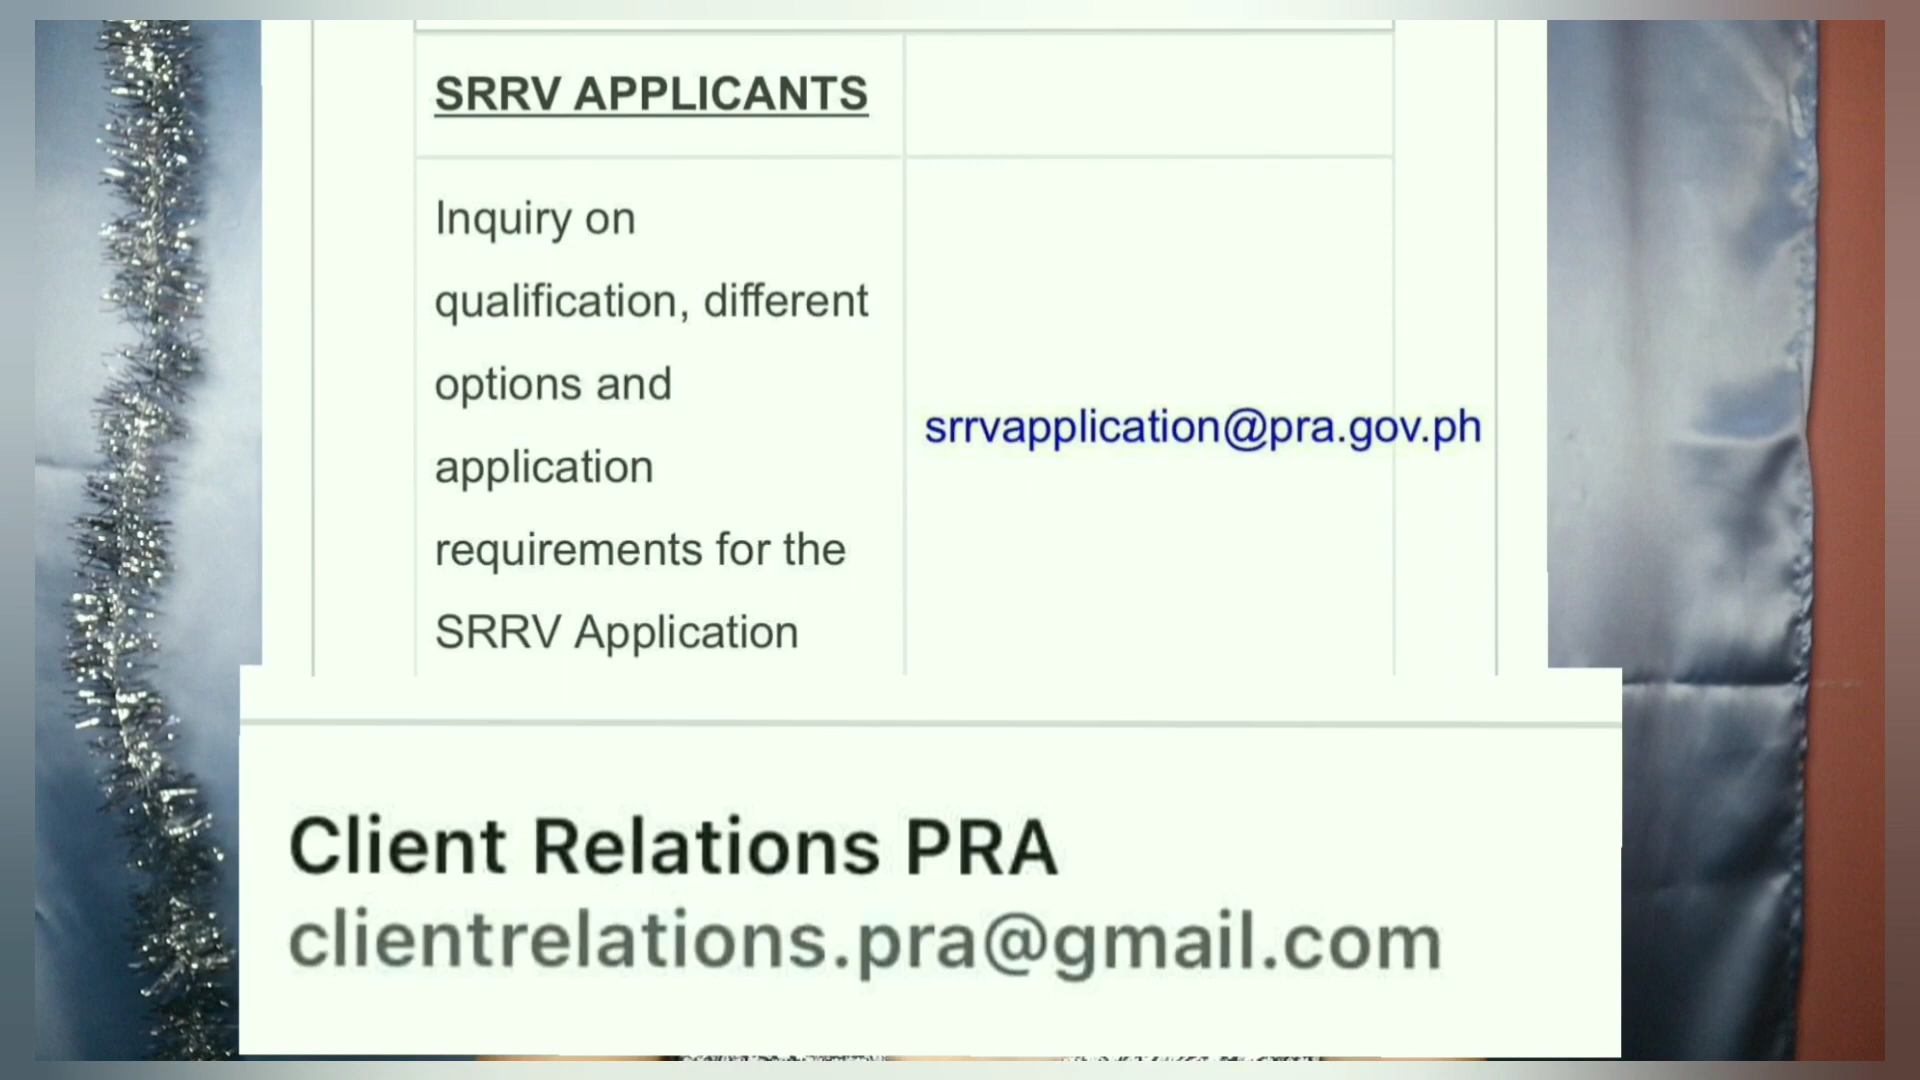 SRRV APPLICANTS
Inquiry on
qualification, different
options and
application
requirements for the
SRRV Application
srrvapplication@pra.gov.ph
Client Relations PRA
clientrelations.pra@gmail.com